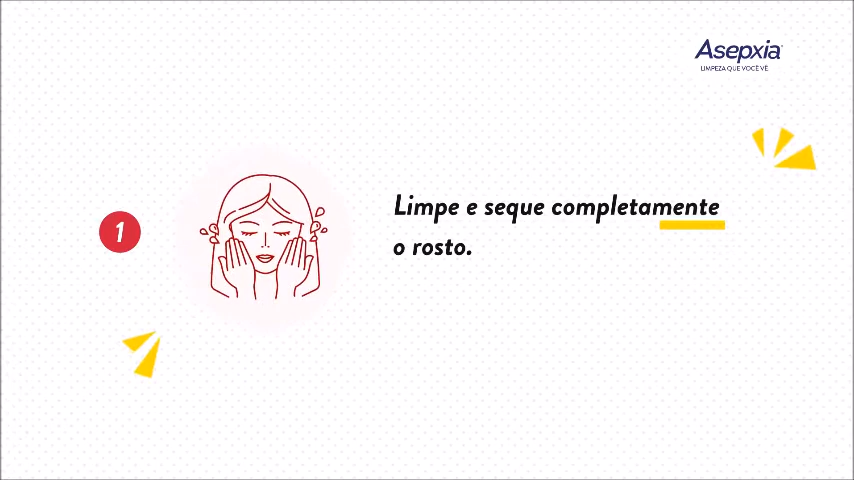 Asepxia
LIMPEZA QUE VOCÊ VÊ
1
Limpe e seque completamente
o rosto.